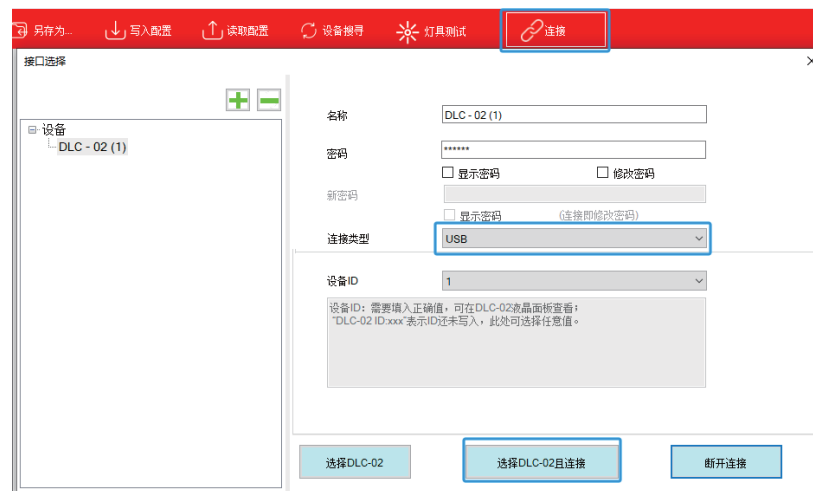 另存为... 写入配置 读取配置 设备搜寻 灯具测试 连接
接口选择
设备
DLC - 02 (1)
名称 DLC - 02 (1)
密码 ******
显示密码 修改密码
新密码
显示密码 (连接即修改密码)
连接类型 USB
设备ID 1
设备ID：需要填入正确值，可在DLC-02液晶面板查看；
"DLC-02 ID:xxx"表示ID还未写入，此处可选择任意值。
选择DLC-02 选择DLC-02且连接 断开连接